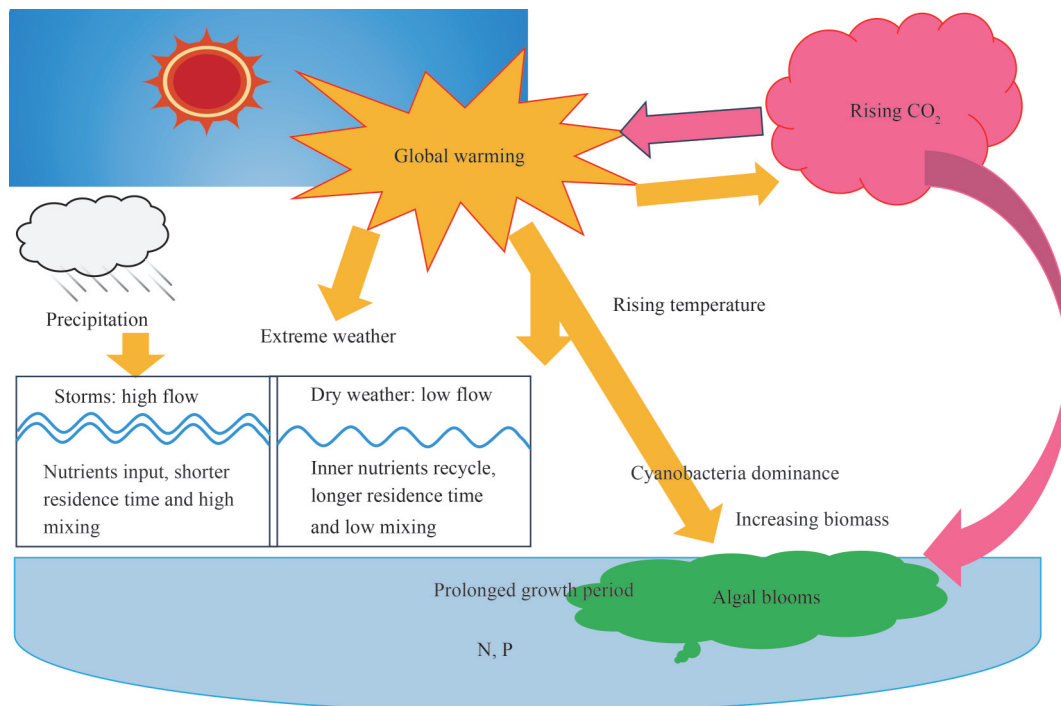 Rising CO₂
Global warming
Rising temperature
Precipitation
Extreme weather
Storms: high flow
Nutrients input, shorter
residence time and high
mixing
Dry weather: low flow
Inner nutrients recycle,
longer residence time
and low mixing
Cyanobacteria dominance
Increasing biomass
Prolonged growth period
Algal blooms
N, P